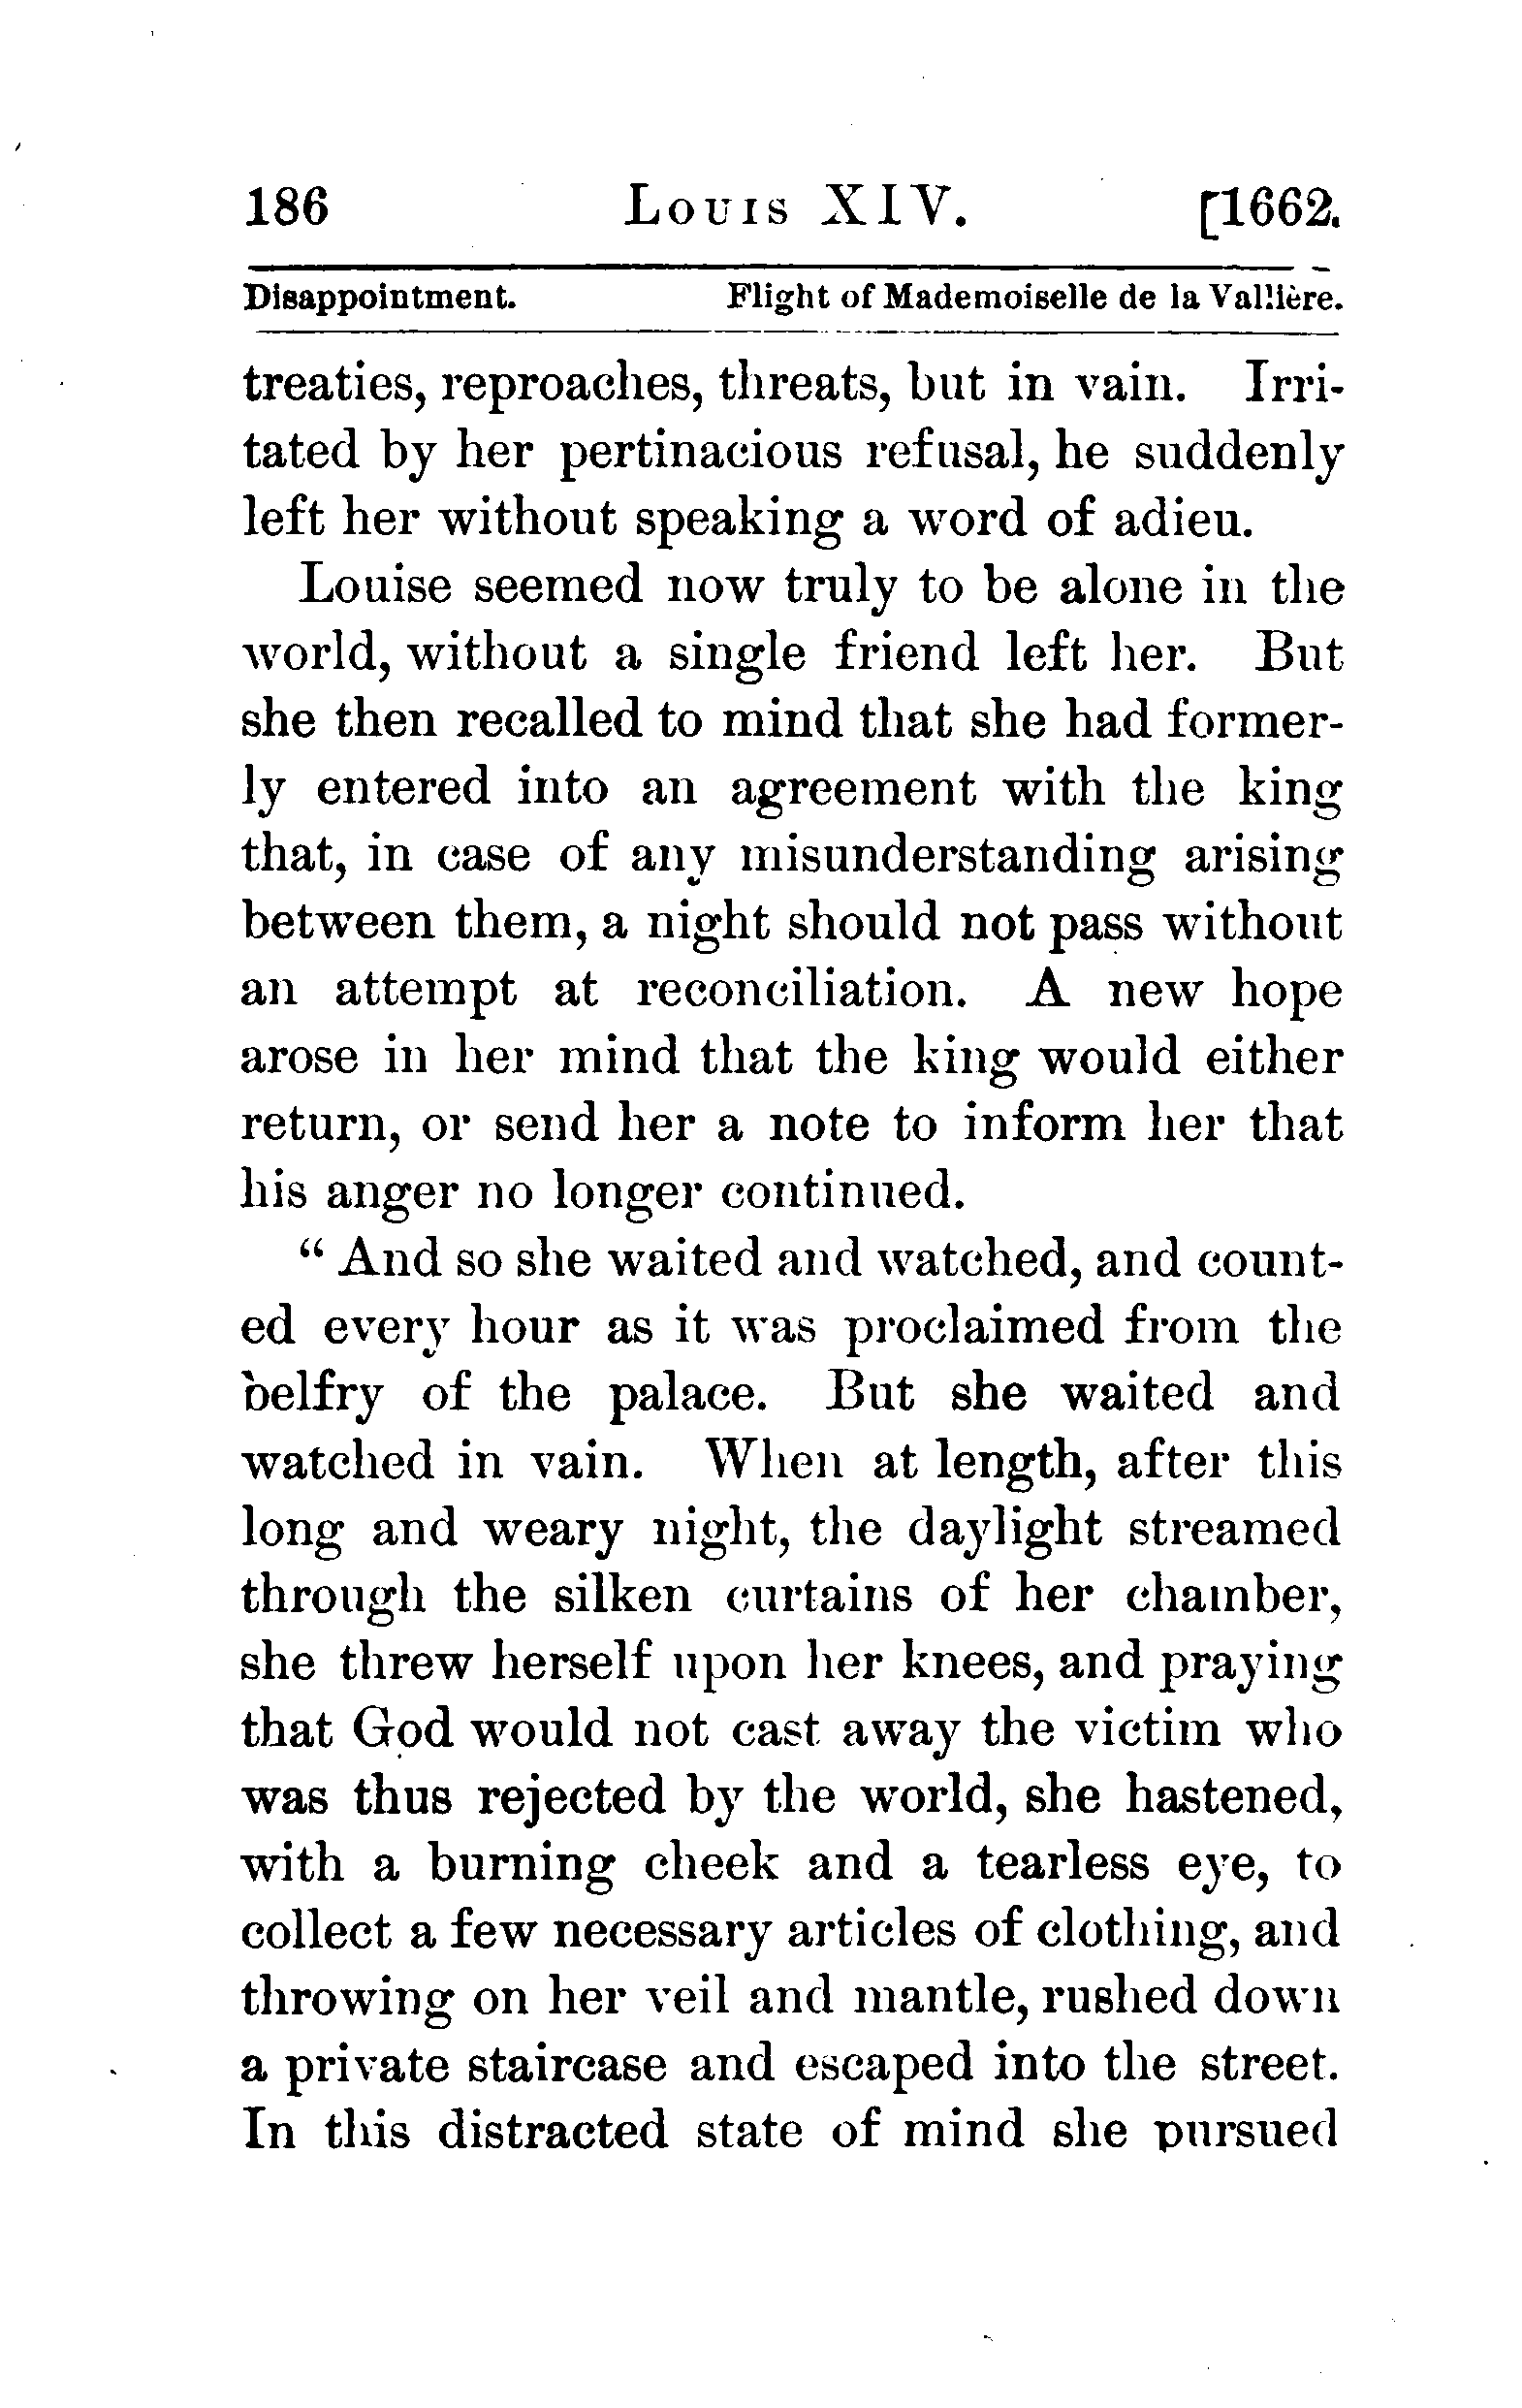 186 Louis XIV. [1662.
Disappointment. Flight of Mademoiselle de la Vallière.
treaties, reproaches, threats, but in vain. Irri-
tated by her pertinacious refusal, he suddenly
left her without speaking a word of adieu.
Louise seemed now truly to be alone in the
world, without a single friend left her. But
she then recalled to mind that she had former-
ly entered into an agreement with the king
that, in case of any misunderstanding arising
between them, a night should not pass without
an attempt at reconciliation. A new hope
arose in her mind that the king would either
return, or send her a note to inform her that
his anger no longer continued.
“And so she waited and watched, and count-
ed every hour as it was proclaimed from the
belfry of the palace. But she waited and
watched in vain. When at length, after this
long and weary night, the daylight streamed
through the silken curtains of her chamber,
she threw herself upon her knees, and praying
that God would not cast away the victim who
was thus rejected by the world, she hastened,
with a burning cheek and a tearless eye, to
collect a few necessary articles of clothing, and
throwing on her veil and mantle, rushed down
a private staircase and escaped into the street.
In this distracted state of mind she pursued